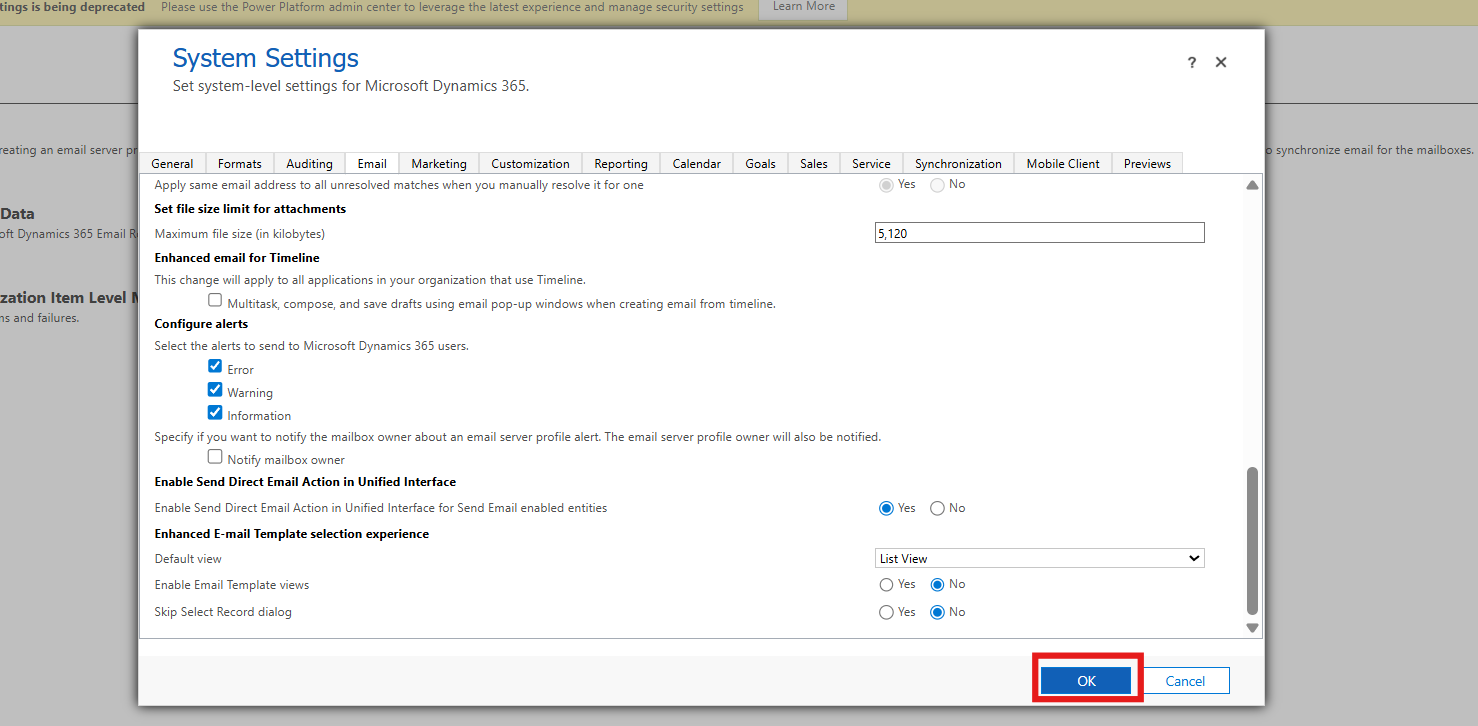 tings is being deprecated Please use the Power Platform admin center to leverage the latest experience and manage security settings Learn More
System Settings
? ✕
Set system-level settings for Microsoft Dynamics 365.
General Formats Auditing Email Marketing Customization Reporting Calendar Goals Sales Service Synchronization Mobile Client Previews
reating an email server pr
o synchronize email for the mailboxes.
Data
oft Dynamics 365 Email R
zation Item Level M
ns and failures.
Apply same email address to all unresolved matches when you manually resolve it for one Yes No
Set file size limit for attachments
Maximum file size (in kilobytes) 5,120
Enhanced email for Timeline
This change will apply to all applications in your organization that use Timeline.
Multitask, compose, and save drafts using email pop-up windows when creating email from timeline.
Configure alerts
Select the alerts to send to Microsoft Dynamics 365 users.
Error
Warning
Information
Specify if you want to notify the mailbox owner about an email server profile alert. The email server profile owner will also be notified.
Notify mailbox owner
Enable Send Direct Email Action in Unified Interface
Enable Send Direct Email Action in Unified Interface for Send Email enabled entities Yes No
Enhanced E-mail Template selection experience
Default view List View
Enable Email Template views Yes No
Skip Select Record dialog Yes No
OK Cancel